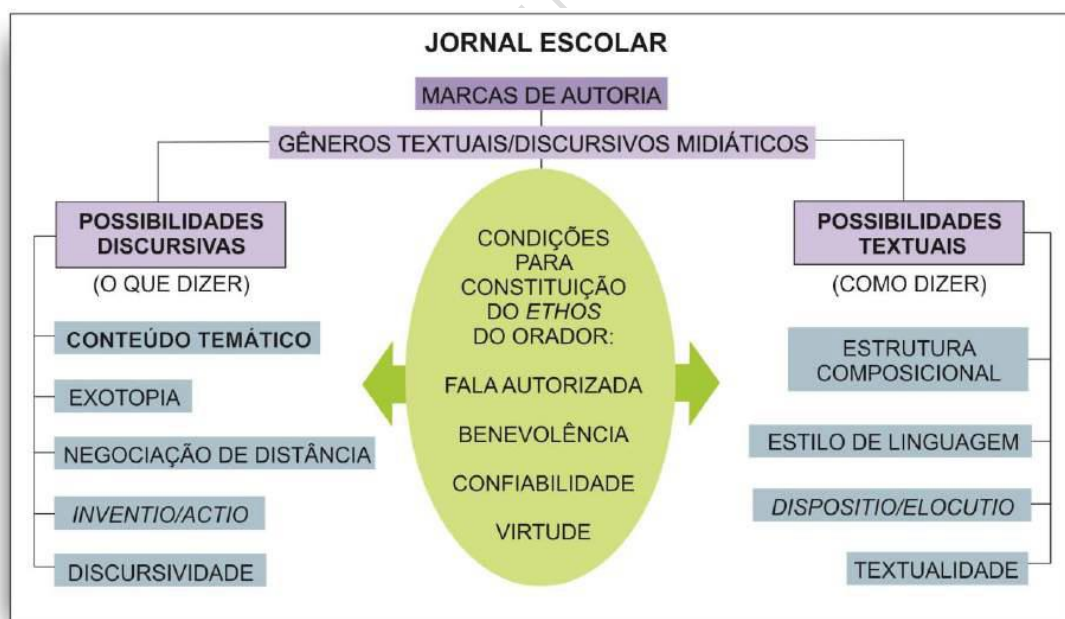 JORNAL ESCOLAR
MARCAS DE AUTORIA
GÊNEROS TEXTUAIS/DISCURSIVOS MIDIÁTICOS
POSSIBILIDADES
DISCURSIVAS
(O QUE DIZER)
CONTEÚDO TEMÁTICO
EXOTOPIA
NEGOCIAÇÃO DE DISTÂNCIA
INVENTIO/ACTIO
DISCURSIVIDADE
CONDIÇÕES
PARA
CONSTITUIÇÃO
DO ETHOS
DO ORADOR:
FALA AUTORIZADA
BENEVOLÊNCIA
CONFIABILIDADE
VIRTUDE
POSSIBILIDADES
TEXTUAIS
(COMO DIZER)
ESTRUTURA
COMPOSICIONAL
ESTILO DE LINGUAGEM
DISPOSITIO/ELOCUTIO
TEXTUALIDADE